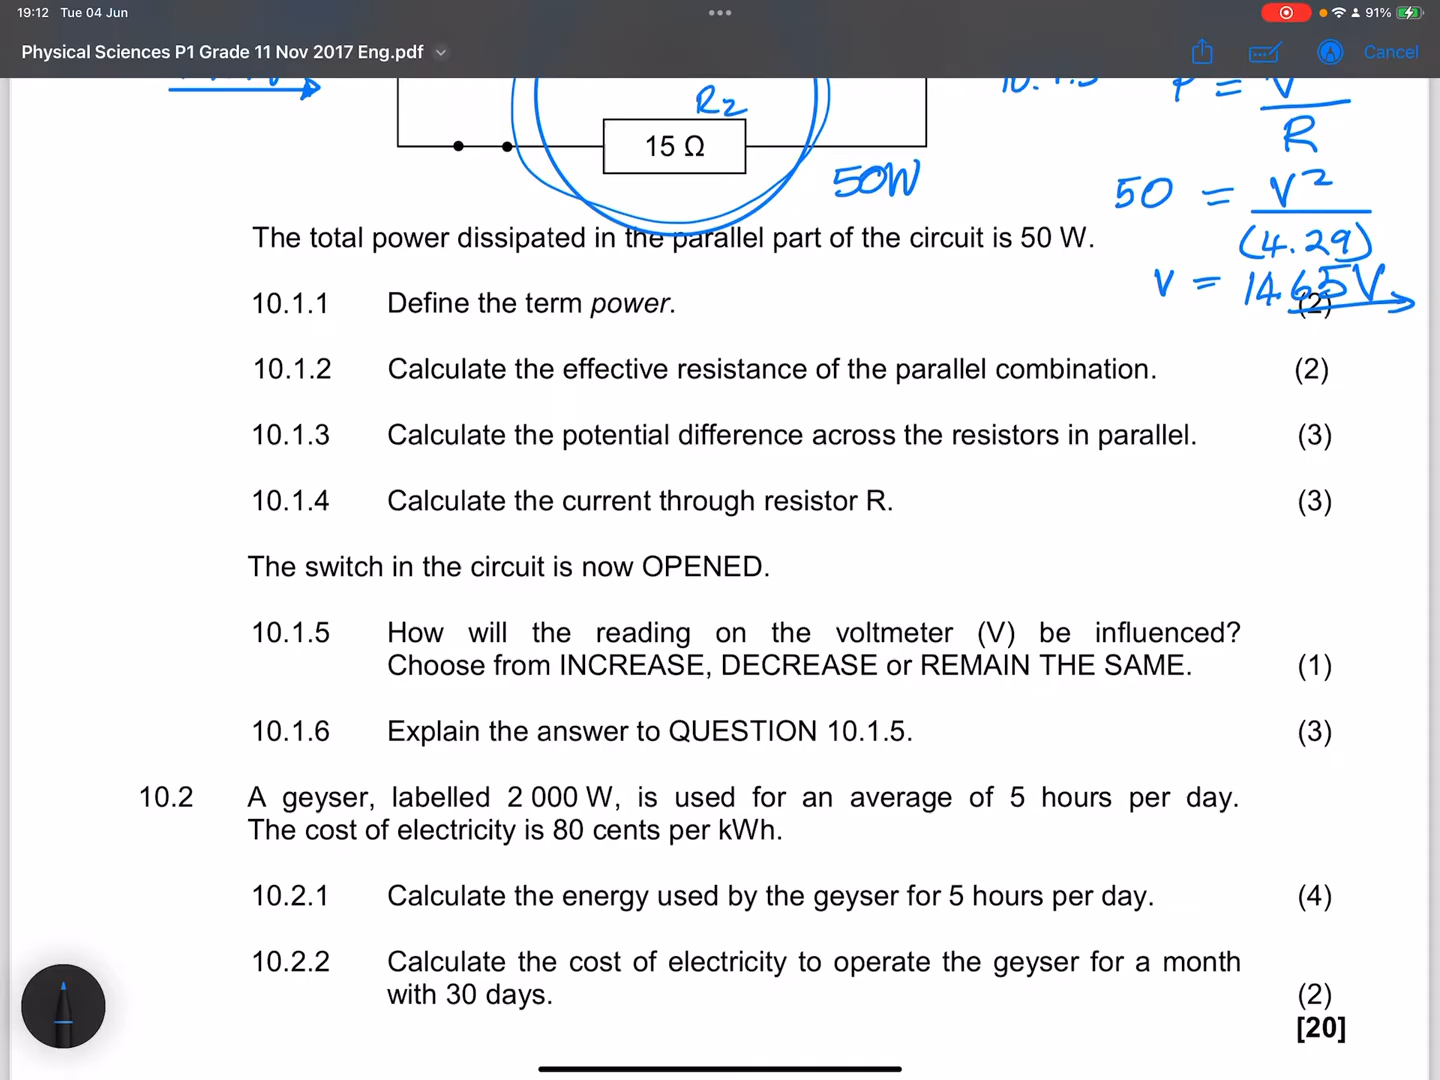 19:12 Tue 04 Jun
91%
Physical Sciences P1 Grade 11 Nov 2017 Eng.pdf
Cancel
R2
P = V
R
15 Ω
50W
50 = V²
(4.29)
V = 14.65V
The total power dissipated in the parallel part of the circuit is 50 W.
10.1.1 Define the term power. (2)
10.1.2 Calculate the effective resistance of the parallel combination. (2)
10.1.3 Calculate the potential difference across the resistors in parallel. (3)
10.1.4 Calculate the current through resistor R. (3)
The switch in the circuit is now OPENED.
10.1.5 How will the reading on the voltmeter (V) be influenced?
Choose from INCREASE, DECREASE or REMAIN THE SAME. (1)
10.1.6 Explain the answer to QUESTION 10.1.5. (3)
10.2 A geyser, labelled 2 000 W, is used for an average of 5 hours per day.
The cost of electricity is 80 cents per kWh.
10.2.1 Calculate the energy used by the geyser for 5 hours per day. (4)
10.2.2 Calculate the cost of electricity to operate the geyser for a month
with 30 days. (2)
[20]